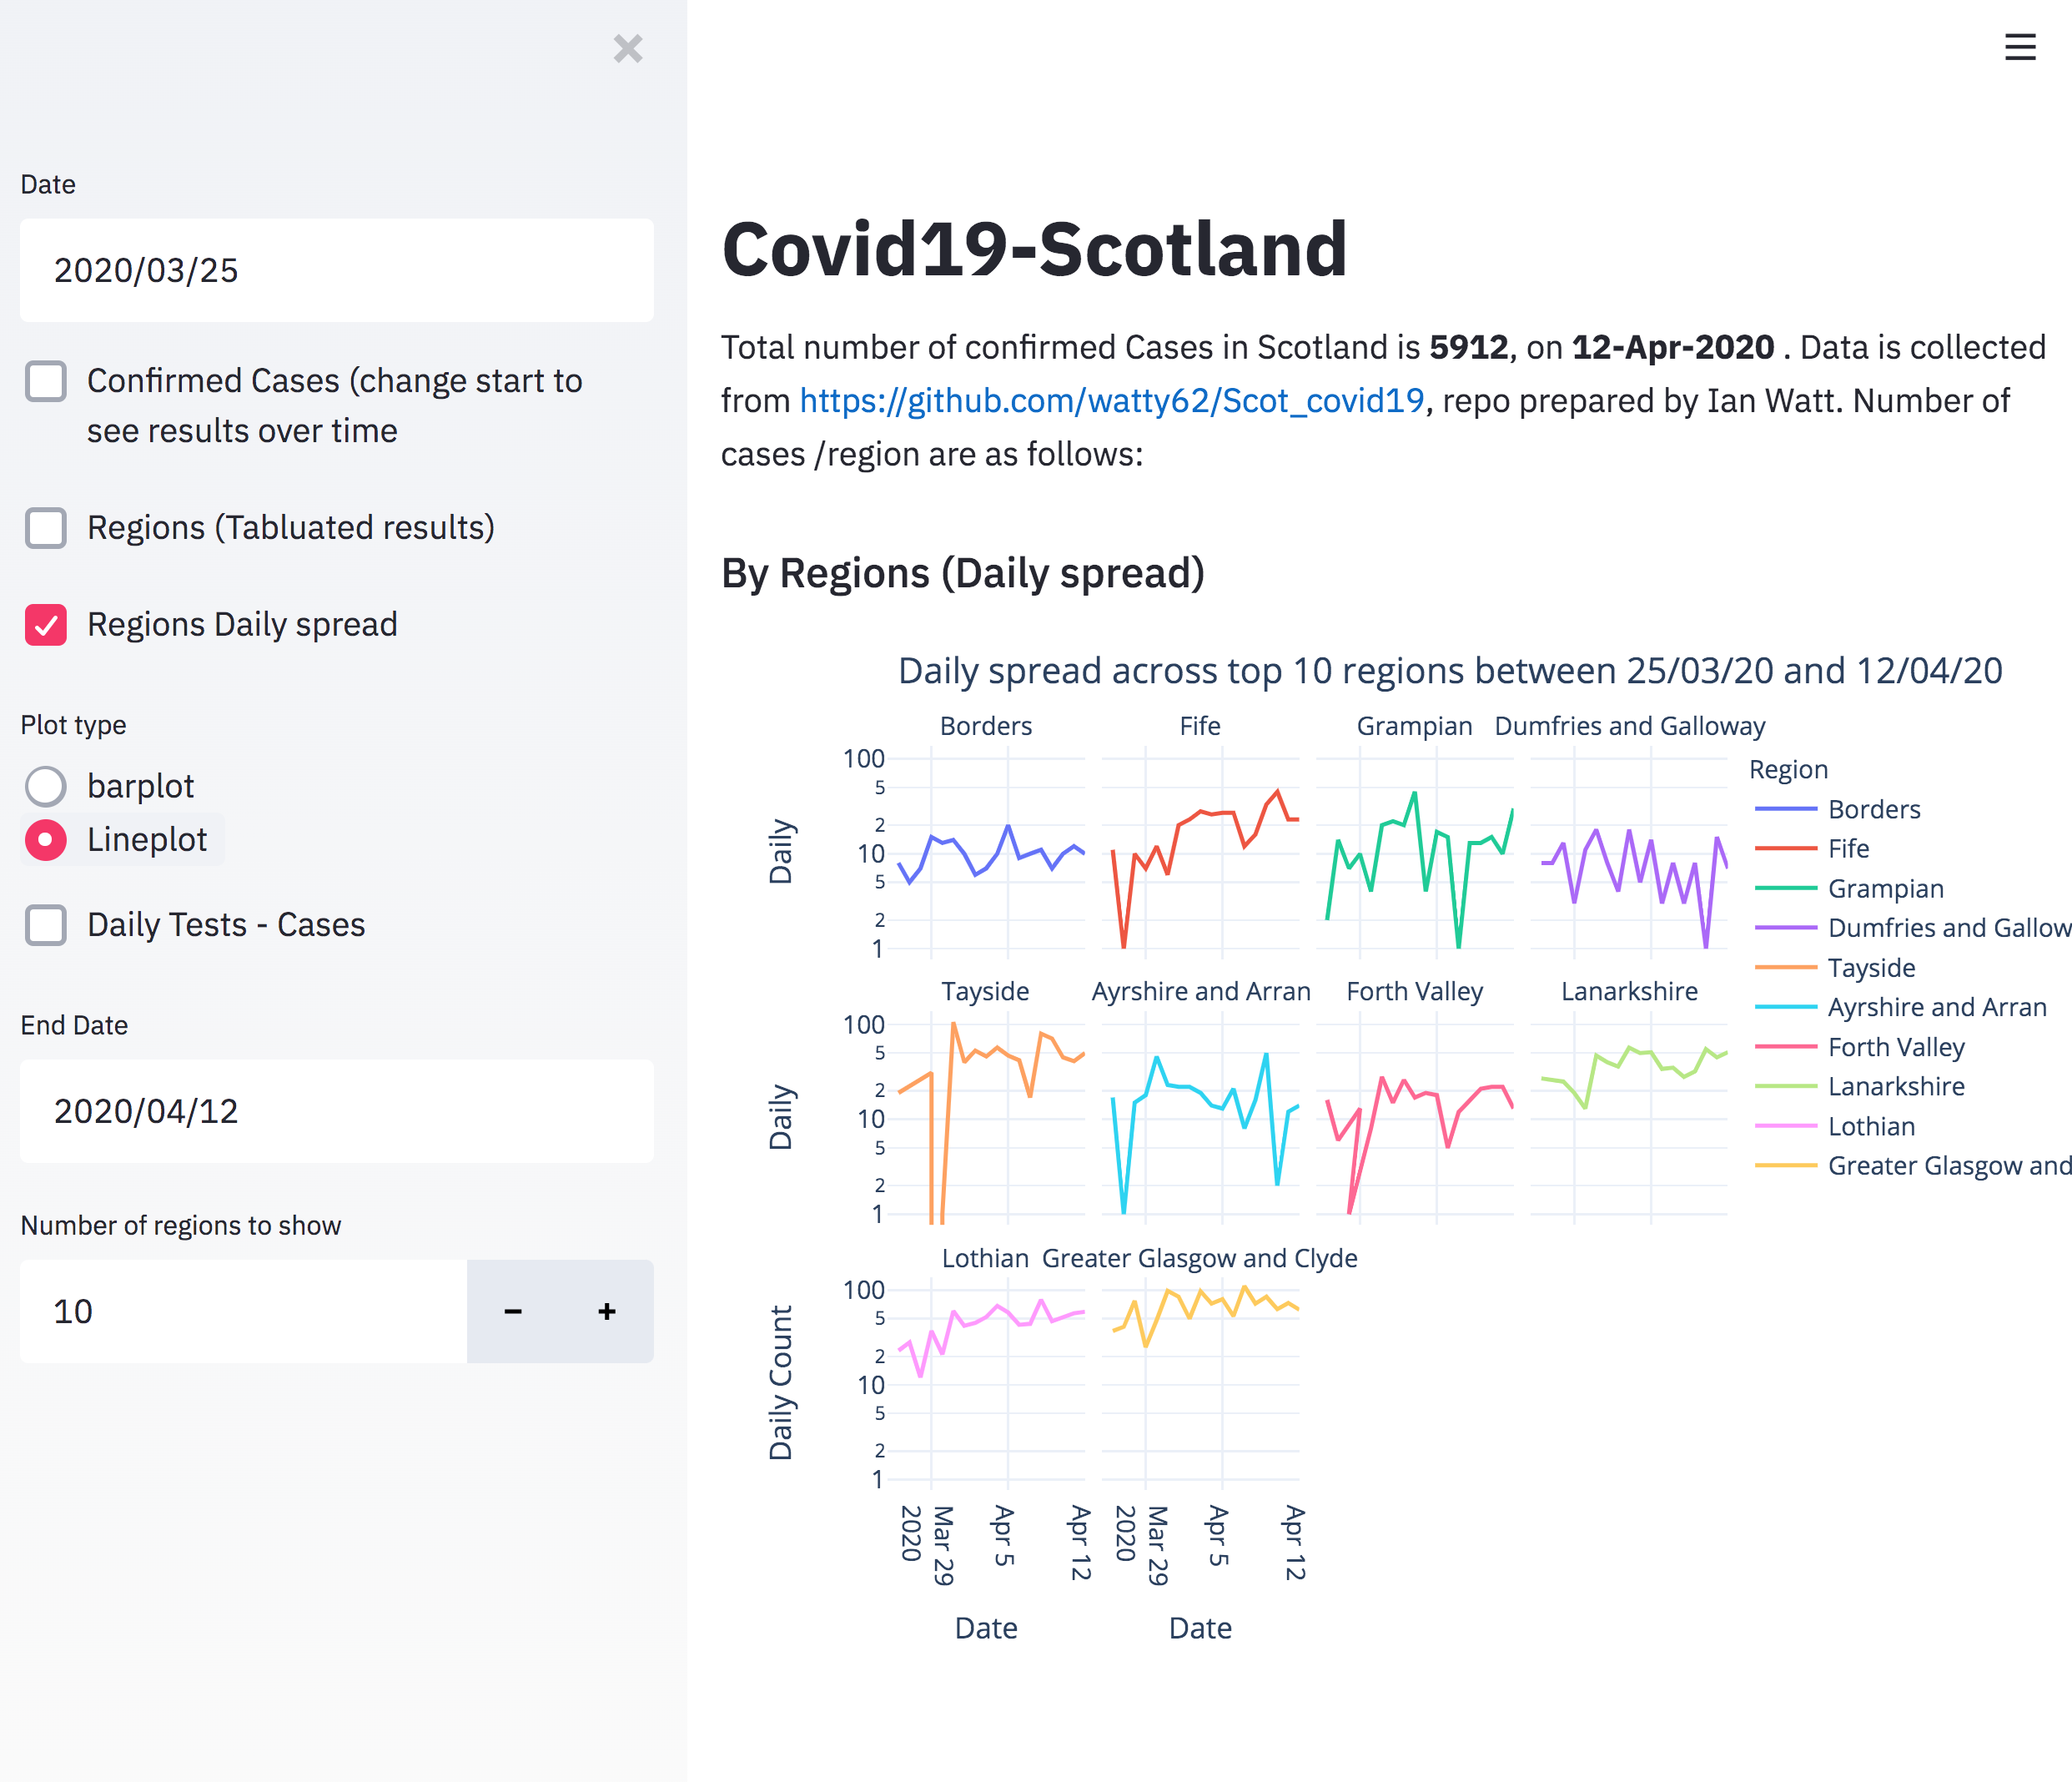 Date
2020/03/25
Confirmed Cases (change start to
see results over time
Regions (Tabluated results)
Regions Daily spread
Plot type
barplot
Lineplot
Daily Tests - Cases
End Date
2020/04/12
Number of regions to show
10
−
+
Covid19-Scotland
Total number of confirmed Cases in Scotland is 5912, on 12-Apr-2020 . Data is collected
from https://github.com/watty62/Scot_covid19, repo prepared by Ian Watt. Number of
cases /region are as follows:
By Regions (Daily spread)
Daily spread across top 10 regions between 25/03/20 and 12/04/20
Borders
Fife
Grampian
Dumfries and Galloway
100
5
2
10
5
2
1
Daily
Tayside
Ayrshire and Arran
Forth Valley
Lanarkshire
100
5
2
10
5
2
1
Daily
Lothian
Greater Glasgow and Clyde
100
5
2
10
5
2
1
Daily Count
Mar 29
2020
Apr 5
Apr 12
Mar 29
2020
Apr 5
Apr 12
Date
Date
Region
Borders
Fife
Grampian
Dumfries and Gallow
Tayside
Ayrshire and Arran
Forth Valley
Lanarkshire
Lothian
Greater Glasgow and